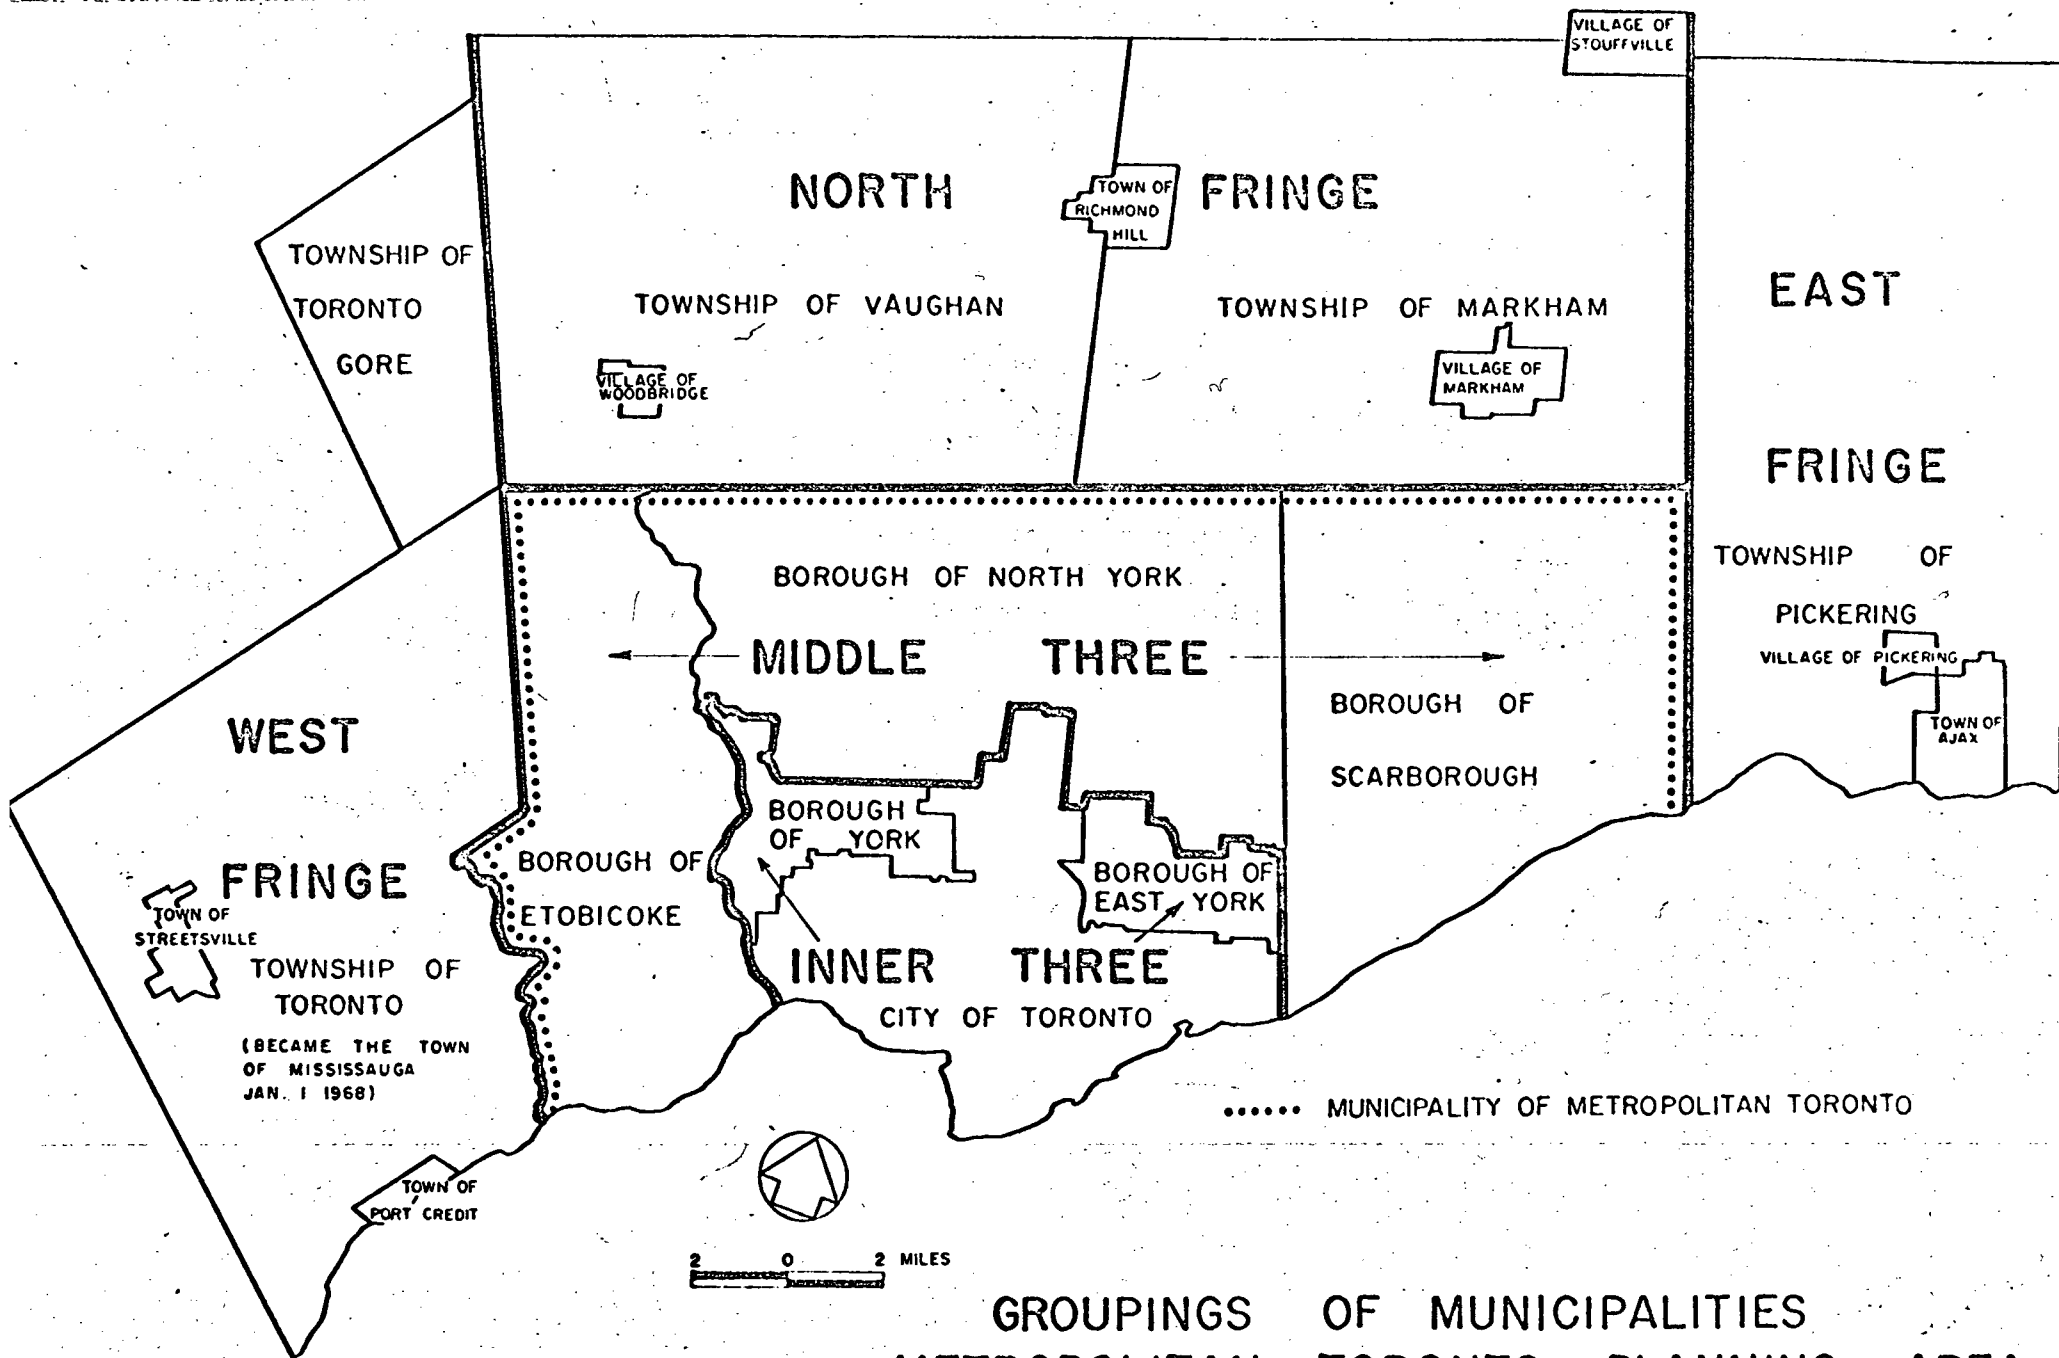 VILLAGE OF
STOUFFVILLE
NORTH FRINGE
TOWN OF
RICHMOND
HILL
TOWNSHIP OF
TORONTO
GORE
TOWNSHIP OF VAUGHAN
TOWNSHIP OF MARKHAM
EAST
FRINGE
VILLAGE OF
WOODBRIDGE
VILLAGE OF
MARKHAM
TOWNSHIP OF
PICKERING
VILLAGE OF PICKERING
TOWN OF
AJAX
BOROUGH OF NORTH YORK
MIDDLE THREE
BOROUGH OF
SCARBOROUGH
WEST
FRINGE
BOROUGH OF
ETOBICOKE
BOROUGH
OF YORK
BOROUGH OF
EAST YORK
INNER THREE
CITY OF TORONTO
TOWN OF
STREETSVILLE
TOWNSHIP OF
TORONTO
(BECAME THE TOWN
OF MISSISSAUGA
JAN. 1 1968)
TOWN OF
PORT CREDIT
•••••• MUNICIPALITY OF METROPOLITAN TORONTO
2 0 2 MILES
GROUPINGS OF MUNICIPALITIES
METROPOLITAN TORONTO PLANNING AREA